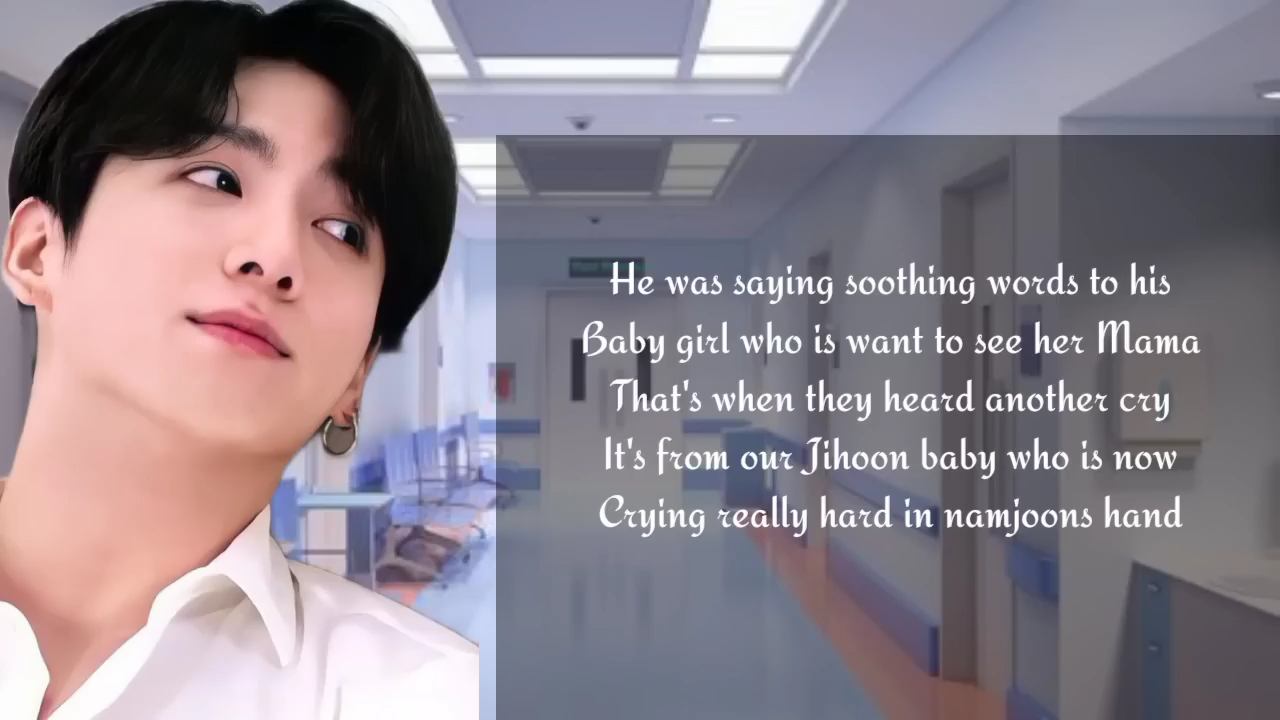 He was saying soothing words to his
Baby girl who is want to see her Mama
That's when they heard another cry
It's from our Jihoon baby who is now
Crying really hard in namjoons hand